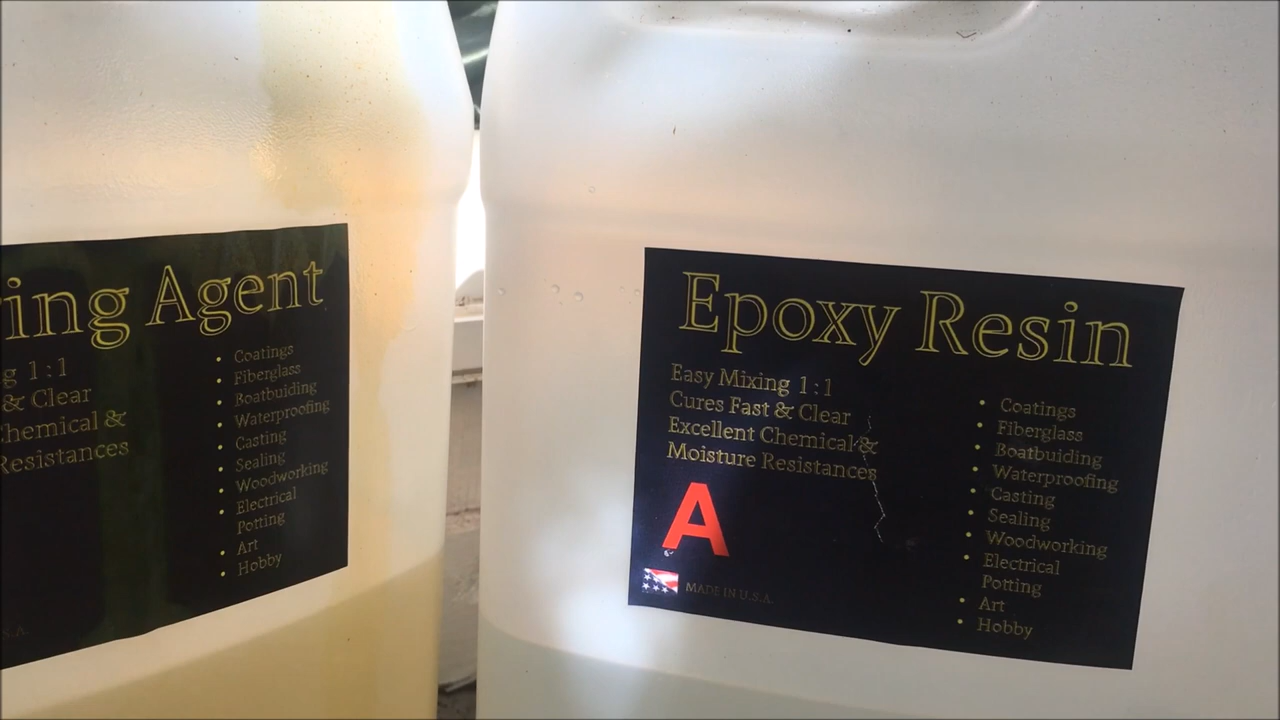 ing Agent
g 1:1
& Clear
Chemical &
Resistances
• Coatings
• Fiberglass
• Boatbuiding
• Waterproofing
• Casting
• Sealing
• Woodworking
• Electrical
Potting
• Art
• Hobby
S.A.
Epoxy Resin
Easy Mixing 1:1
Cures Fast & Clear
Excellent Chemical &
Moisture Resistances
A
MADE IN U.S.A.
• Coatings
• Fiberglass
• Boatbuiding
• Waterproofing
• Casting
• Sealing
• Woodworking
• Electrical
Potting
• Art
• Hobby